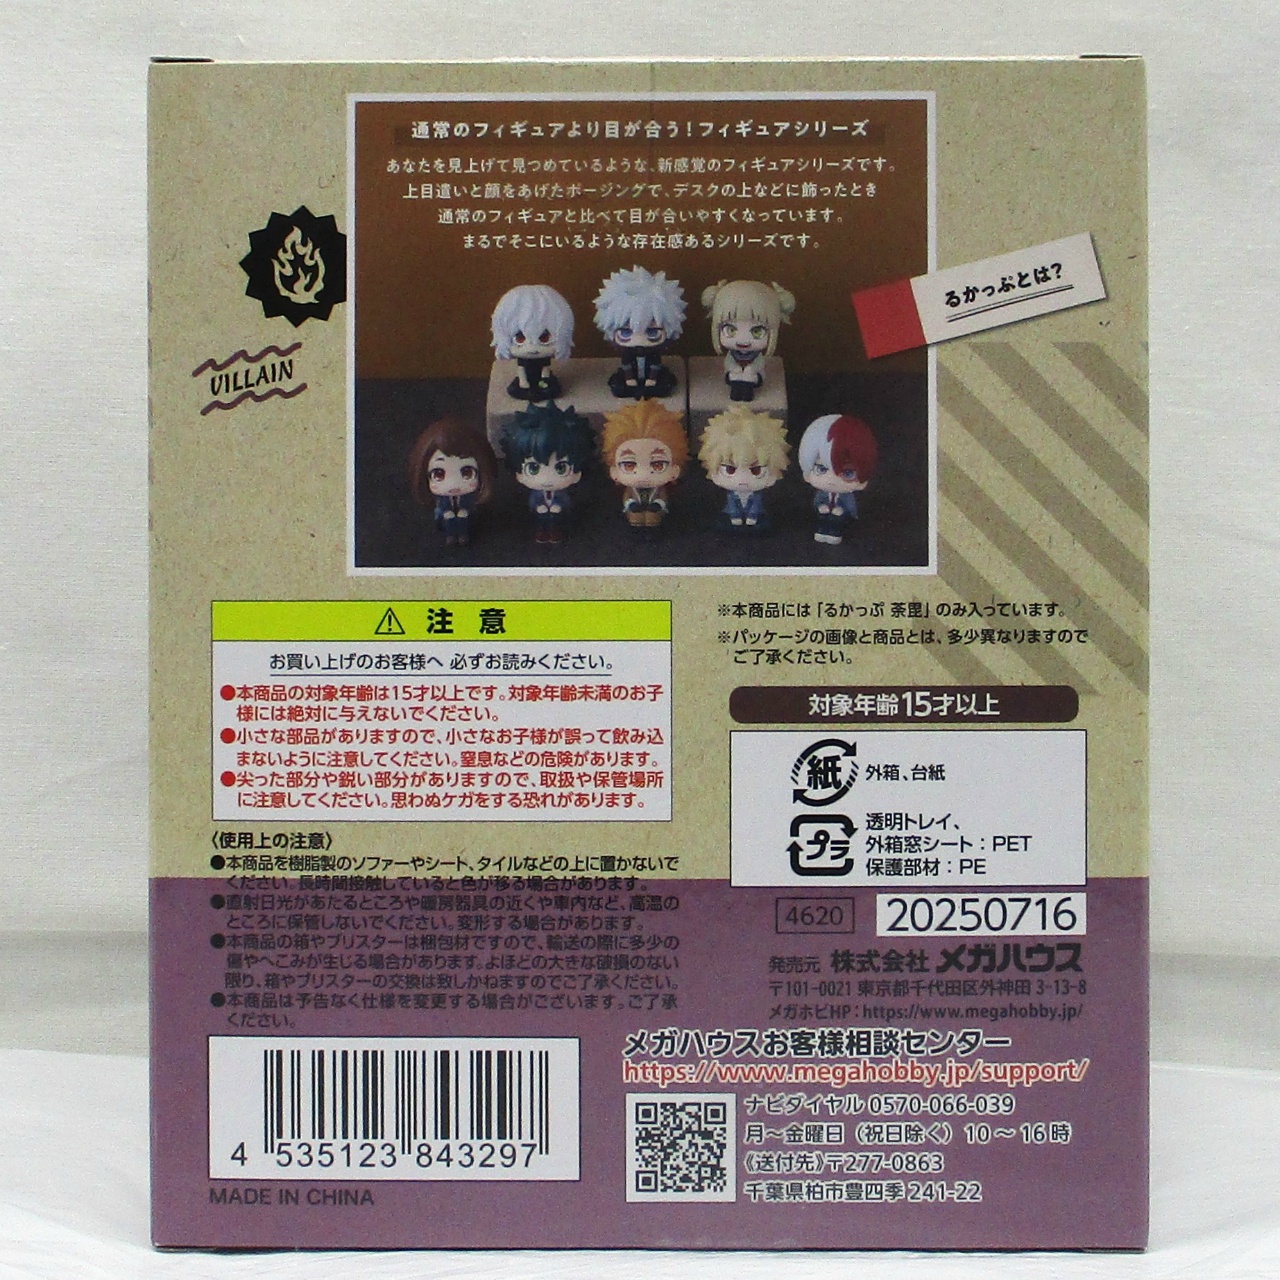 通常のフィギュアより目が合う!フィギュアシリーズ
あなたを見上げて見つめているような、新感覚のフィギュアシリーズです。
上目遣いと顔をあげたポージングで、デスクの上などに飾ったとき
通常のフィギュアと比べて目が合いやすくなっています。
まるでそこにいるような存在感あるシリーズです。
るかっぷとは?
VILLAIN
注 意
お買い上げのお客様へ 必ずお読みください。
●本商品の対象年齢は15才以上です。対象年齢未満のお子
様には絶対に与えないでください。
●小さな部品がありますので、小さなお子様が誤って飲み込
まないように注意してください。窒息などの危険があります。
●尖った部分や鋭い部分がありますので、取扱や保管場所
に注意してください。思わぬケガをする恐れがあります。
〈使用上の注意〉
●本商品を樹脂製のソファーやシート、タイルなどの上に置かないで
ください。長時間接触していると色が移る場合があります。
●直射日光があたるところや暖房器具の近くや車内など、高温の
ところに保管しないでください。変形する場合があります。
●本商品の箱やブリスターは梱包材ですので、輸送の際に多少の
傷やへこみが生じる場合があります。よほどの大きな破損のない
限り、箱やブリスターの交換は致しかねますのでご了承ください。
●本商品は予告なく仕様を変更する場合がございます。ご了承
ください。
4 535123 843297
MADE IN CHINA
※本商品には「るかっぷ 荼毘」のみ入っています。
※パッケージの画像と商品とは、多少異なりますので
ご了承ください。
対象年齢15才以上
紙 外箱、台紙
プラ 透明トレイ、
外箱窓シート:PET
保護部材:PE
4620 20250716
発売元 株式会社メガハウス
〒101-0021 東京都千代田区外神田 3-13-8
メガホビHP:https://www.megahobby.jp/
メガハウスお客様相談センター
https://www.megahobby.jp/support/
ナビダイヤル 0570-066-039
月~金曜日(祝日除く)10~16時
《送付先》〒277-0863
千葉県柏市豊四季 241-22